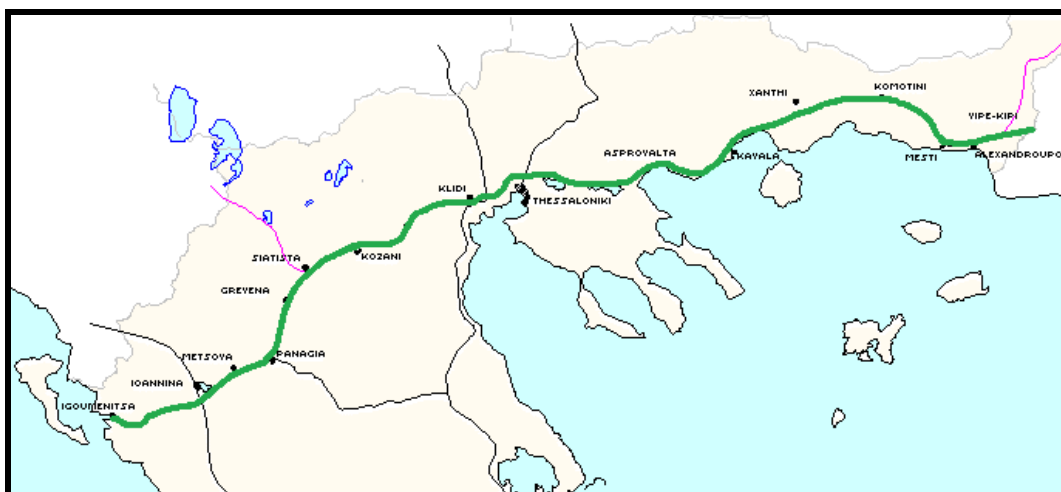 XANTHI
KOMOTINI
VIPE-KIPI
ASPROVALTA
KAVALA
MESTI
ALEXANDROUPO
KLIDI
THESSALONIKI
SIATISTA
KOZANI
GREVENA
METSOVA
PANAGIA
IOANNINA
IGOUMENITSA